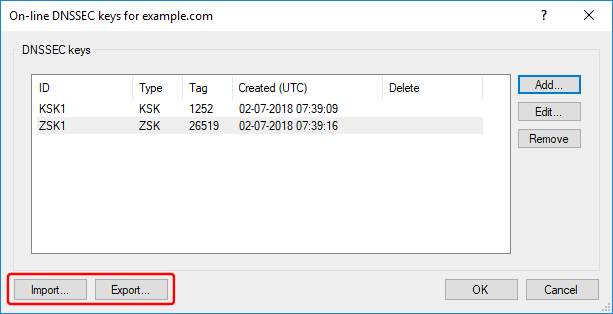 On-line DNSSEC keys for example.com
DNSSEC keys
ID Type Tag Created (UTC) Delete
KSK1 KSK 1252 02-07-2018 07:39:09
ZSK1 ZSK 26519 02-07-2018 07:39:16
Add...
Edit...
Remove
Import... Export... OK Cancel